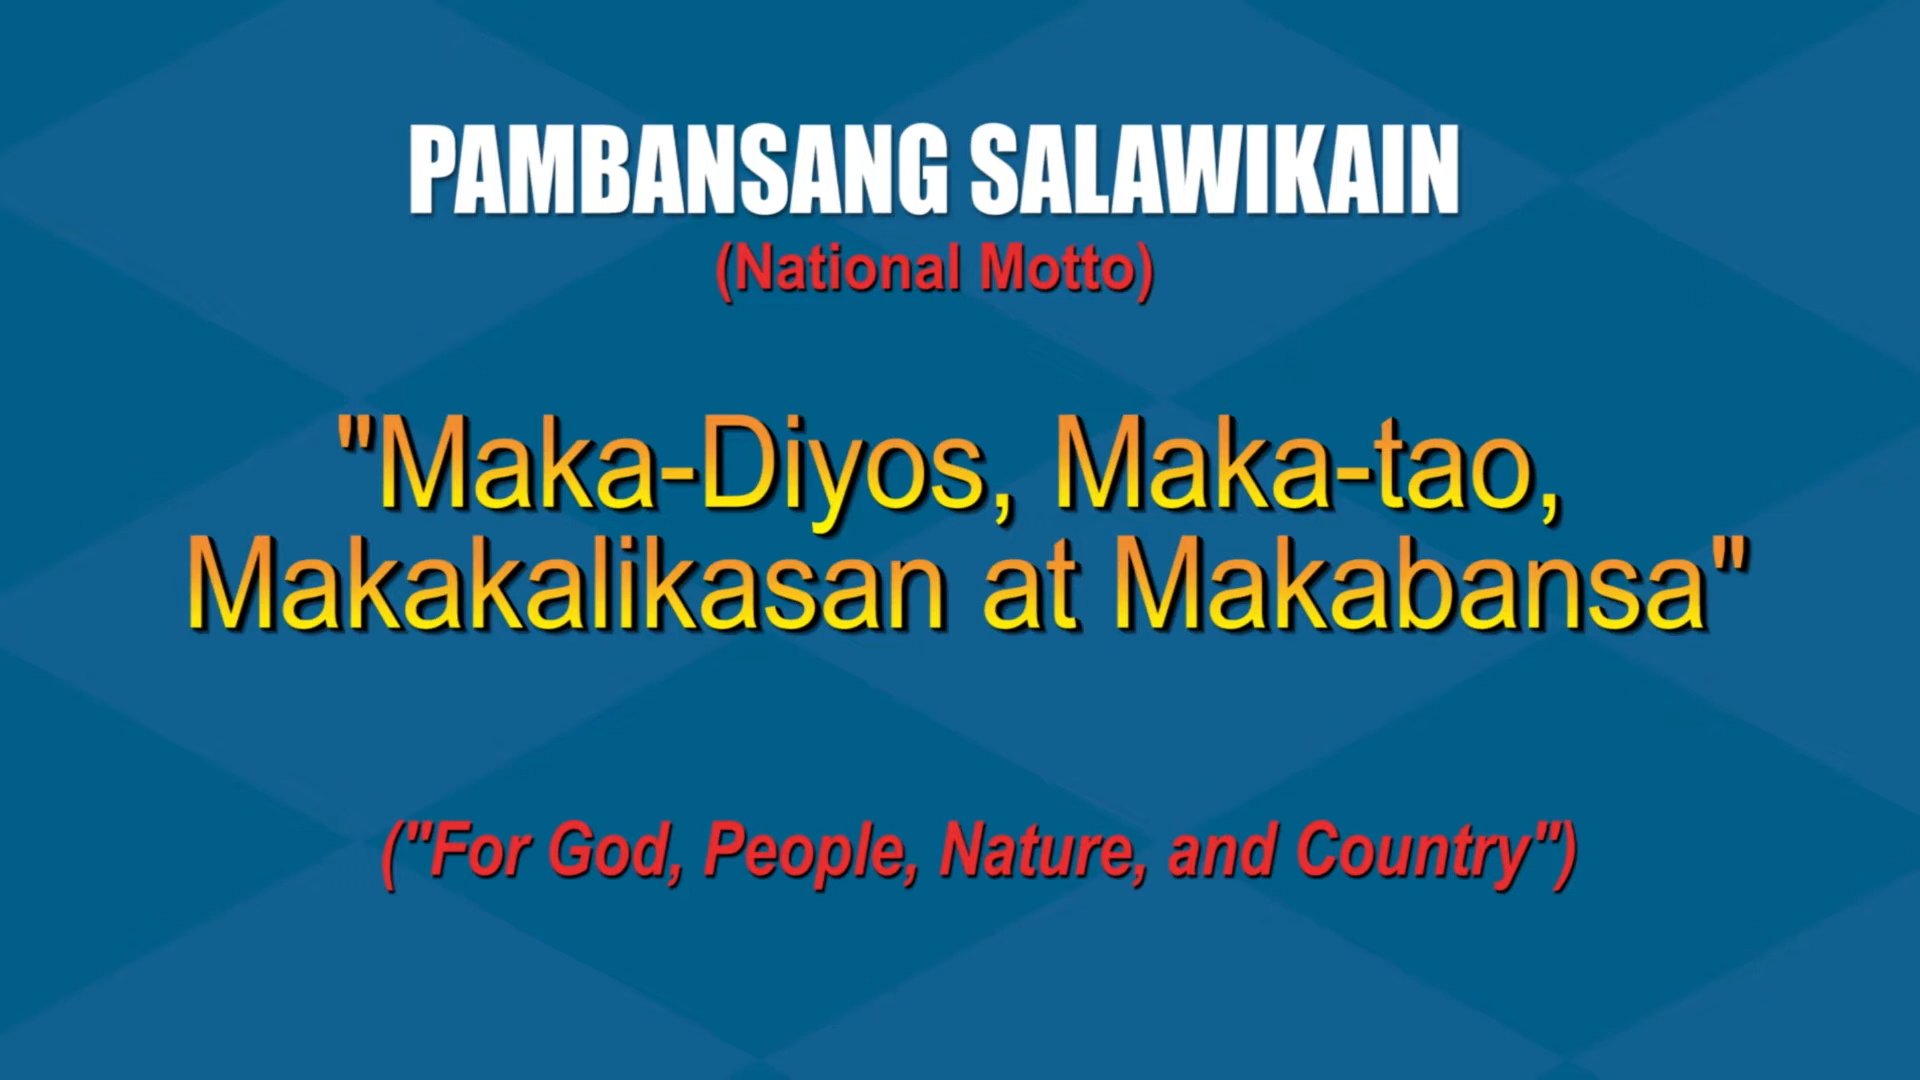 PAMBANSANG SALAWIKAIN
(National Motto)
"Maka-Diyos, Maka-tao,
Makakalikasan at Makabansa"
("For God, People, Nature, and Country")